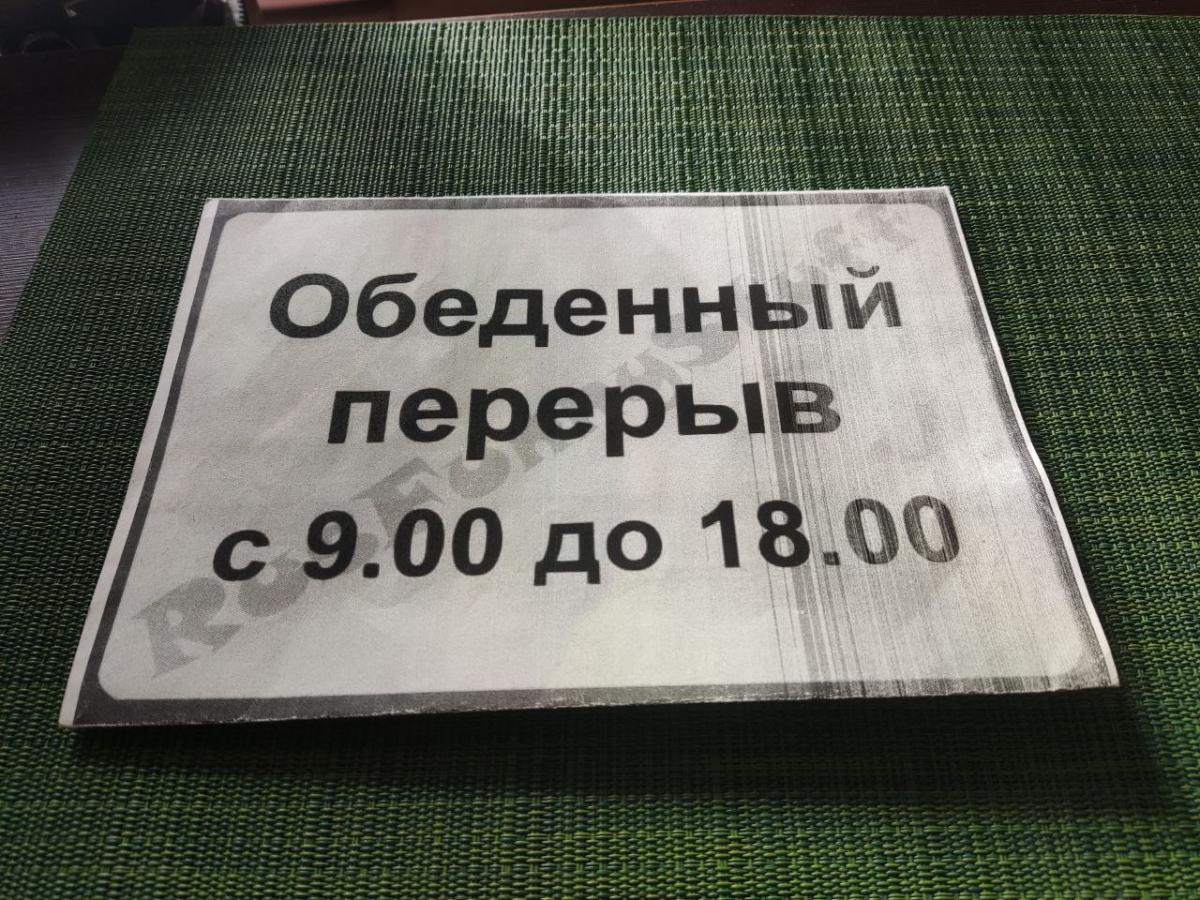 Обеденный
перерыв
с 9.00 до 18.00